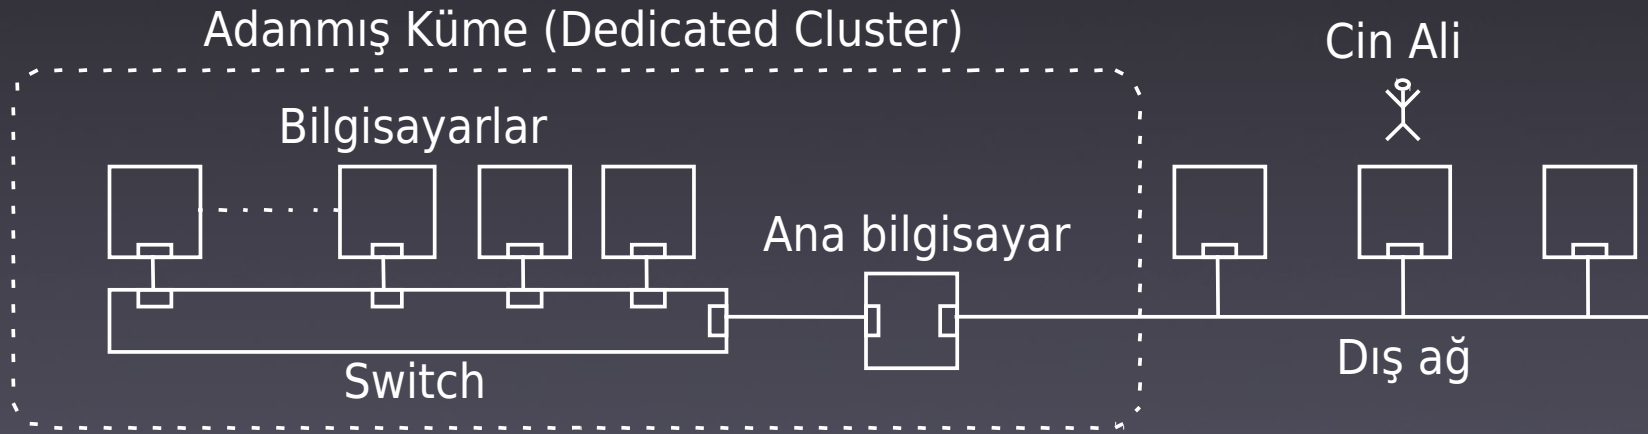 Adanmış Küme (Dedicated Cluster)
Cin Ali
Bilgisayarlar
Ana bilgisayar
Switch
Dış ağ